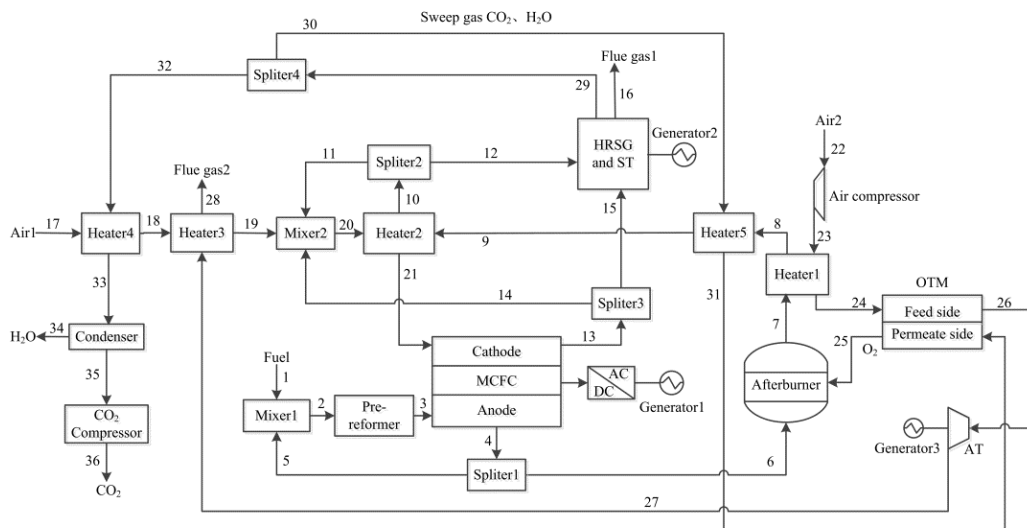 Sweep gas CO₂、H₂O
30
32
Spliter4
29
Flue gas1
16
Air2
22
Generator2
HRSG
and ST
11
Spliter2
12
Flue gas2
28
10
15
Air compressor
Air1
17
Heater4
18
Heater3
19
Mixer2
20
Heater2
9
Heater5
8
23
Heater1
21
33
14
Spliter3
31
24
OTM
26
Feed side
Permeate side
7
25
O₂
H₂O
34
Condenser
13
Cathode
MCFC
Anode
AC
DC
Generator1
Fuel
1
Afterburner
35
Mixer1
2
Pre-
reformer
3
CO₂
Compressor
4
Generator3
AT
5
Spliter1
6
36
CO₂
27